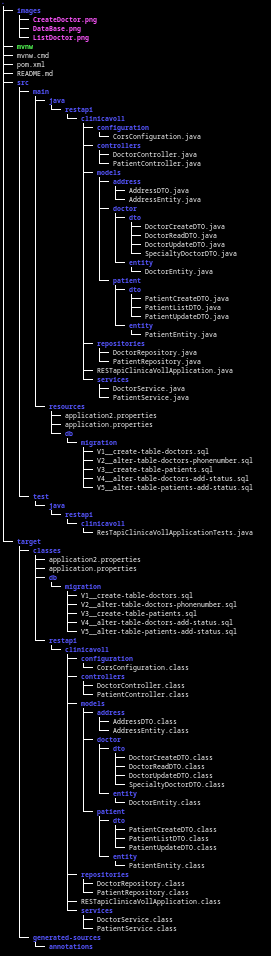 .
images
CreateDoctor.png
DataBase.png
ListDoctor.png
mvnw
mvnw.cmd
pom.xml
README.md
src
main
java
restapi
clinicavoll
configuration
CorsConfiguration.java
controllers
DoctorController.java
PatientController.java
models
address
AddressDTO.java
AddressEntity.java
doctor
dto
DoctorCreateDTO.java
DoctorReadDTO.java
DoctorUpdateDTO.java
SpecialtyDoctorDTO.java
entity
DoctorEntity.java
patient
dto
PatientCreateDTO.java
PatientListDTO.java
PatientUpdateDTO.java
entity
PatientEntity.java
repositories
DoctorRepository.java
PatientRepository.java
RESTapiClinicaVollApplication.java
services
DoctorService.java
PatientService.java
resources
application2.properties
application.properties
db
migration
V1__create-table-doctors.sql
V2__alter-table-doctors-phonenumber.sql
V3__create-table-patients.sql
V4__alter-table-doctors-add-status.sql
V5__alter-table-patients-add-status.sql
test
java
restapi
clinicavoll
ResTapiClinicaVollApplicationTests.java
target
classes
application2.properties
application.properties
db
migration
V1__create-table-doctors.sql
V2__alter-table-doctors-phonenumber.sql
V3__create-table-patients.sql
V4__alter-table-doctors-add-status.sql
V5__alter-table-patients-add-status.sql
restapi
clinicavoll
configuration
CorsConfiguration.class
controllers
DoctorController.class
PatientController.class
models
address
AddressDTO.class
AddressEntity.class
doctor
dto
DoctorCreateDTO.class
DoctorReadDTO.class
DoctorUpdateDTO.class
SpecialtyDoctorDTO.class
entity
DoctorEntity.class
patient
dto
PatientCreateDTO.class
PatientListDTO.class
PatientUpdateDTO.class
entity
PatientEntity.class
repositories
DoctorRepository.class
PatientRepository.class
RESTapiClinicaVollApplication.class
services
DoctorService.class
PatientService.class
generated-sources
annotations